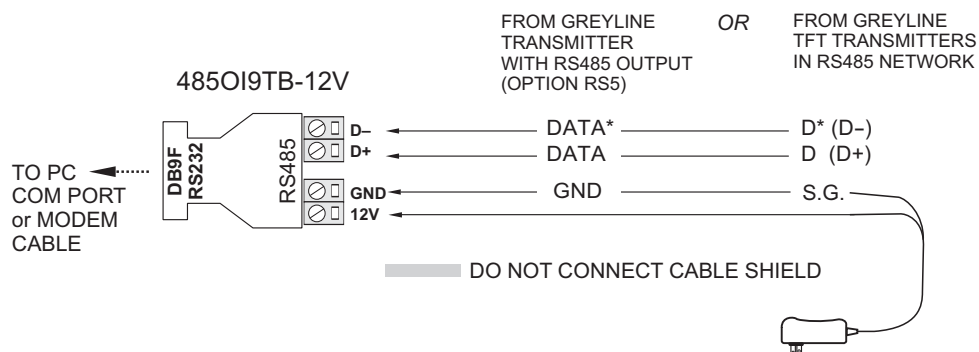 FROM GREYLINE
TRANSMITTER
WITH RS485 OUTPUT
(OPTION RS5)
OR
FROM GREYLINE
TFT TRANSMITTERS
IN RS485 NETWORK
485OI9TB-12V
DB9F
RS232
RS485
D–
D+
GND
12V
DATA*
DATA
GND
D* (D–)
D (D+)
S.G.
TO PC
COM PORT
or MODEM
CABLE
DO NOT CONNECT CABLE SHIELD